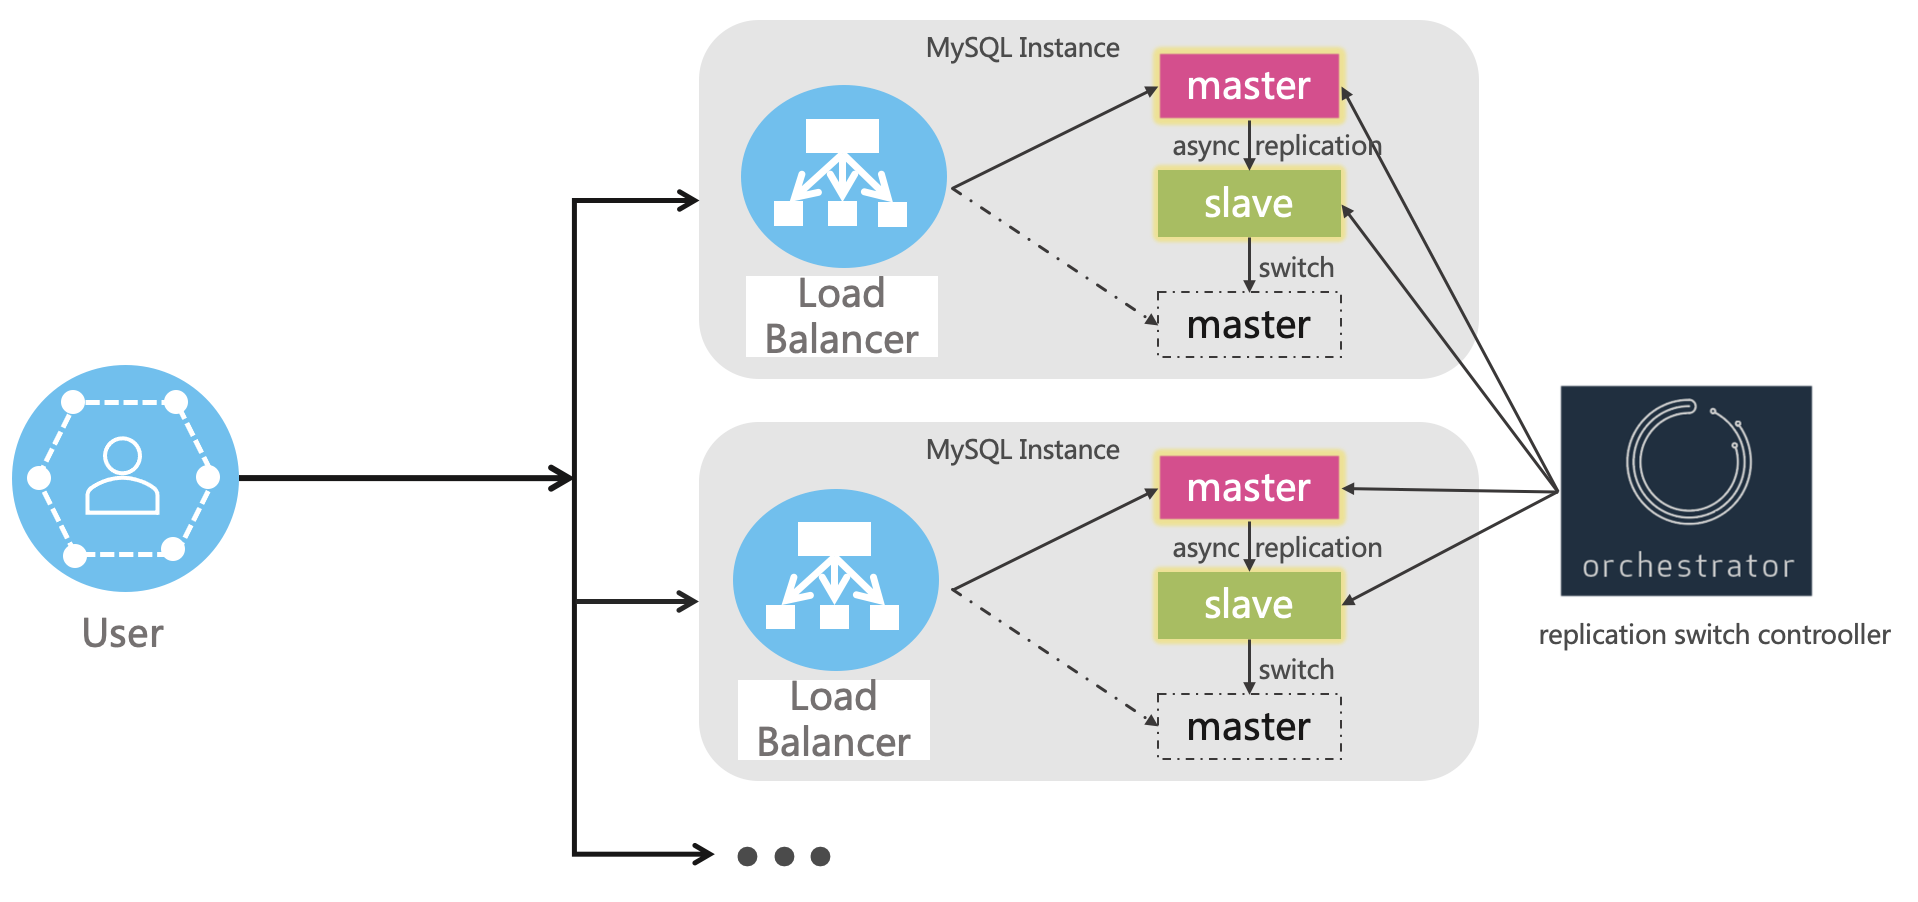 MySQL Instance
master
async replication
slave
switch
master
Load
Balancer
User
MySQL Instance
master
async replication
slave
switch
master
Load
Balancer
orchestrator
replication switch controoller